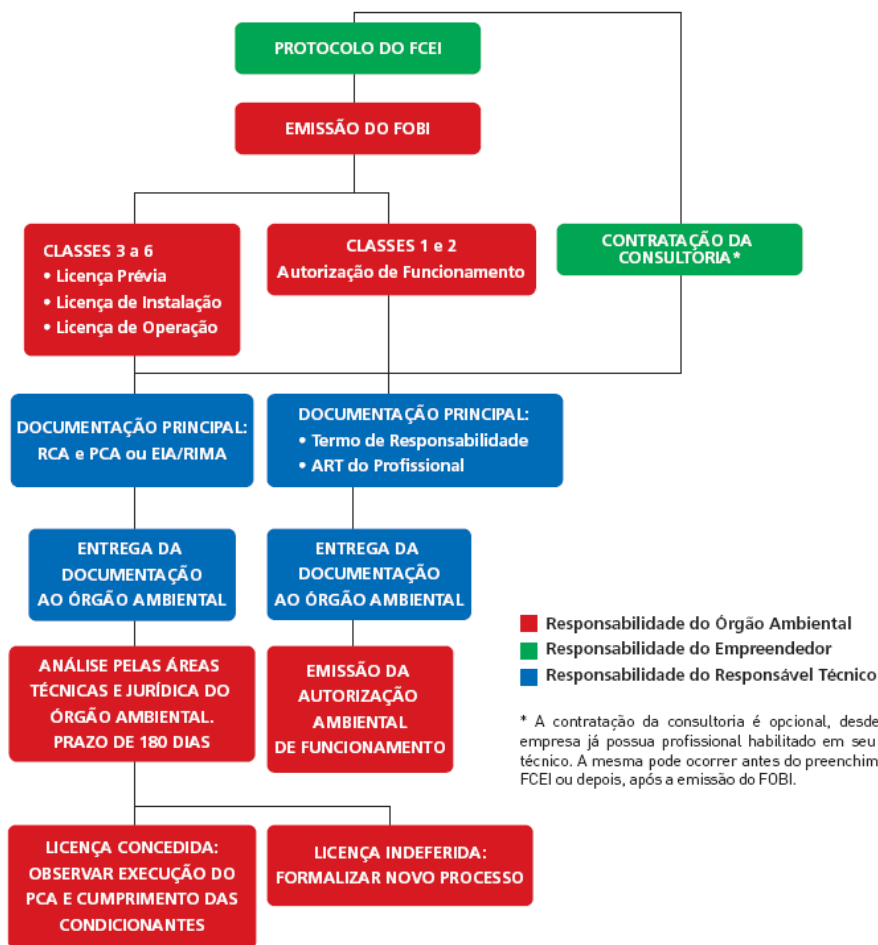 PROTOCOLO DO FCEI
EMISSÃO DO FOBI
CLASSES 3 a 6
• Licença Prévia
• Licença de Instalação
• Licença de Operação
CLASSES 1 e 2
Autorização de Funcionamento
CONTRATAÇÃO DA
CONSULTORIA*
DOCUMENTAÇÃO PRINCIPAL:
RCA e PCA ou EIA/RIMA
DOCUMENTAÇÃO PRINCIPAL:
• Termo de Responsabilidade
• ART do Profissional
ENTREGA DA
DOCUMENTAÇÃO
AO ÓRGÃO AMBIENTAL
ENTREGA DA
DOCUMENTAÇÃO
AO ÓRGÃO AMBIENTAL
ANÁLISE PELAS ÁREAS
TÉCNICAS E JURÍDICA DO
ÓRGÃO AMBIENTAL.
PRAZO DE 180 DIAS
EMISSÃO DA
AUTORIZAÇÃO
AMBIENTAL
DE FUNCIONAMENTO
LICENÇA CONCEDIDA:
OBSERVAR EXECUÇÃO DO
PCA E CUMPRIMENTO DAS
CONDICIONANTES
LICENÇA INDEFERIDA:
FORMALIZAR NOVO PROCESSO
Responsabilidade do Órgão Ambiental
Responsabilidade do Empreendedor
Responsabilidade do Responsável Técnico
* A contratação da consultoria é opcional, desde
empresa já possua profissional habilitado em seu
técnico. A mesma pode ocorrer antes do preenchim
FCEI ou depois, após a emissão do FOBI.